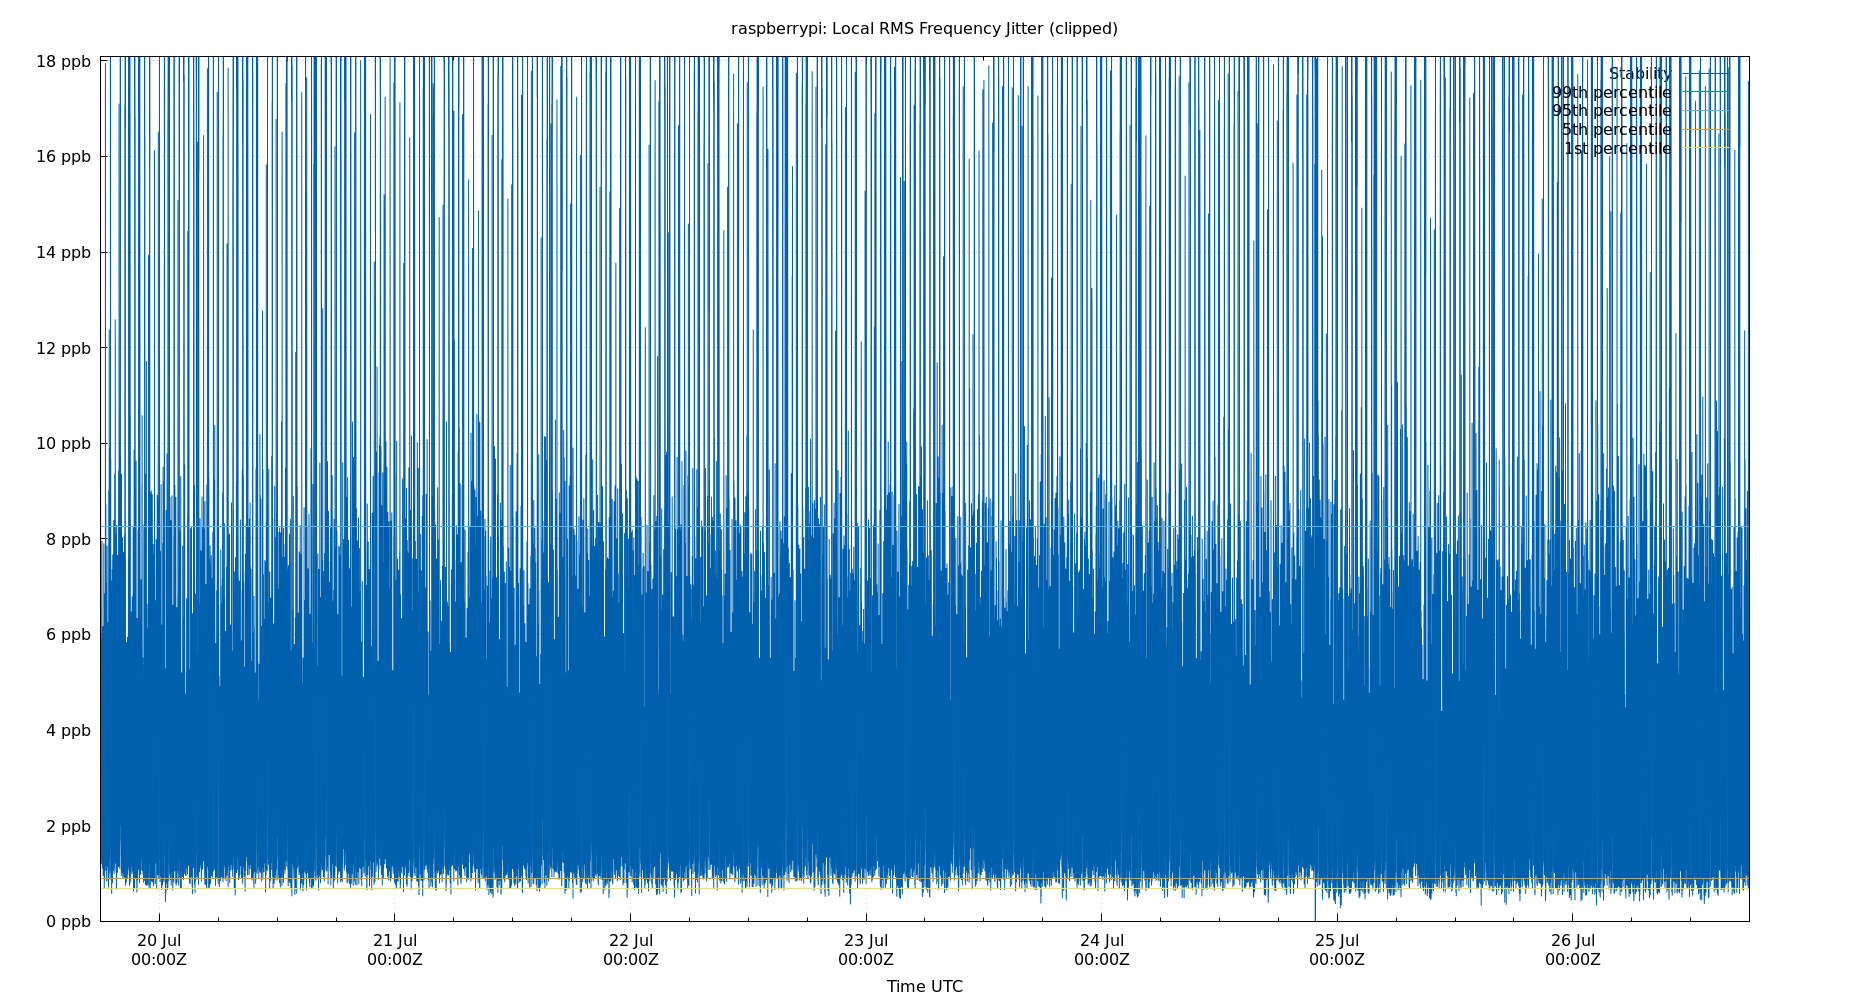 raspberrypi: Local RMS Frequency Jitter (clipped)
18 ppb
16 ppb
14 ppb
12 ppb
10 ppb
8 ppb
6 ppb
4 ppb
2 ppb
0 ppb
Stability
99th percentile
95th percentile
5th percentile
1st percentile
20 Jul
00:00Z
21 Jul
00:00Z
22 Jul
00:00Z
23 Jul
00:00Z
24 Jul
00:00Z
25 Jul
00:00Z
26 Jul
00:00Z
Time UTC